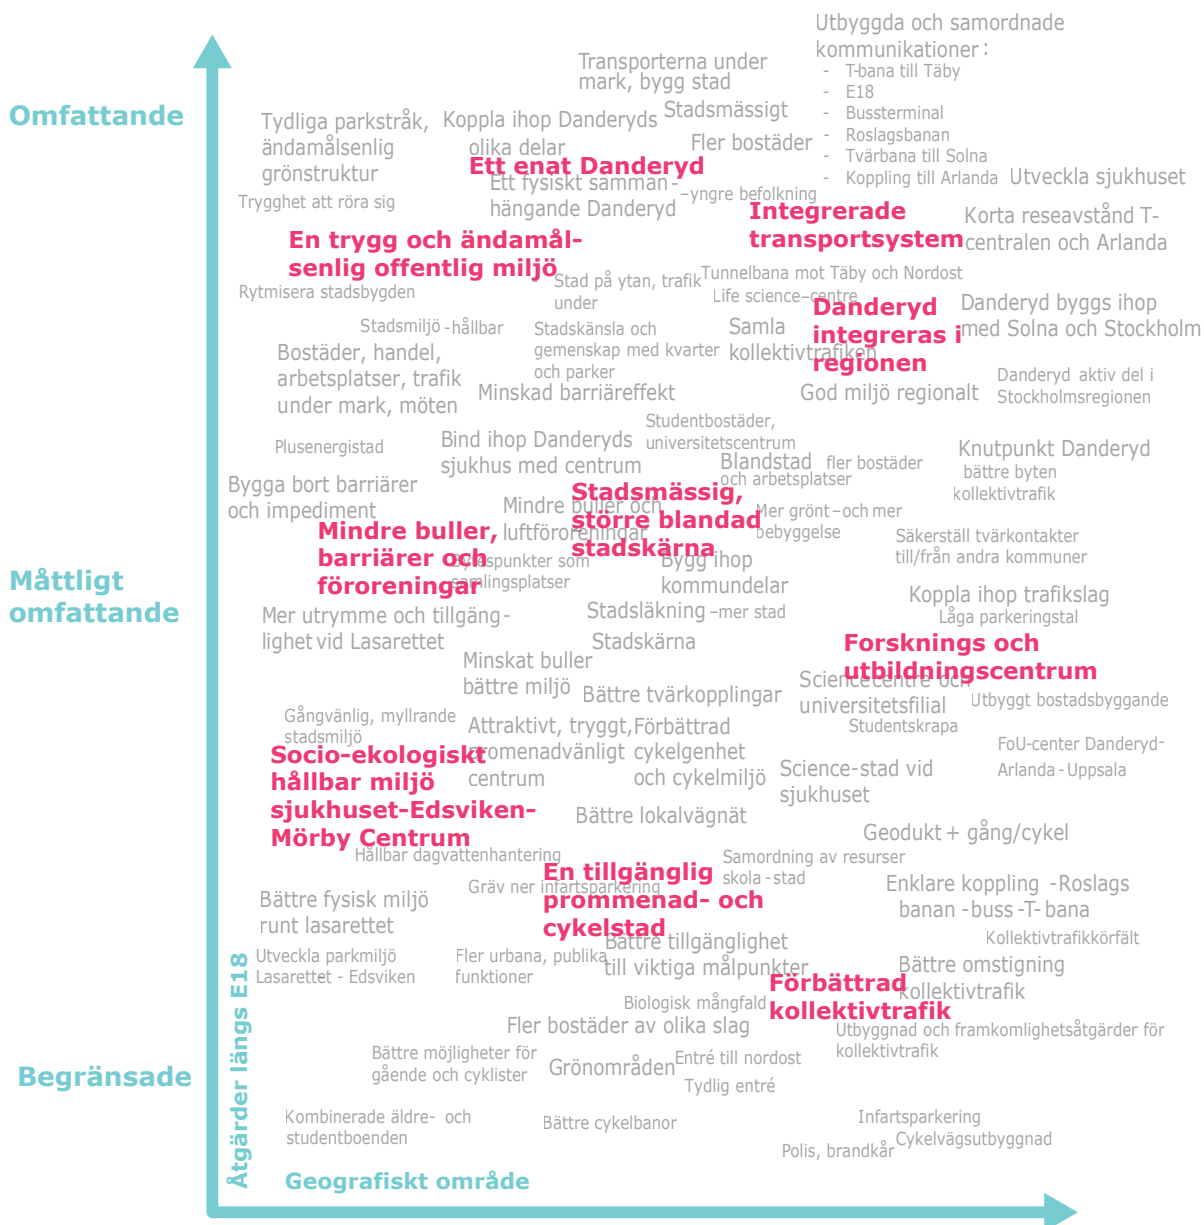 Utbyggda och samordnade
kommunikationer:
- T-bana till Täby
- E18
- Bussterminal
- Roslagsbanan
- Tvärbana till Solna
- Koppling till Arlanda
Transporterna under
mark, bygg stad
Omfattande
Stadsmässigt
Tydliga parkstråk,
ändamålsenlig
grönstruktur
Koppla ihop Danderyds
olika delar
Fler bostäder
Ett enat Danderyd
Utveckla sjukhuset
Ett fysiskt samman-
hängande Danderyd
-yngre befolkning
Trygghet att röra sig
Integrerade
transportsystem
Korta reseavstånd T-
centralen och Arlanda
En trygg och ändamål-
senlig offentlig miljö
Tunnelbana mot Täby och Nordost
Stad på ytan, trafik
under
Rytmisera stadsbygden
Life science-centre
Danderyd
integreras i
regionen
Danderyd byggs ihop
med Solna och Stockholm
Stadsmiljö-hållbar
Stadskänsla och
gemenskap med kvarter
och parker
Samla
kollektivtrafiken
Bostäder, handel,
arbetsplatser, trafik
under mark, möten
Minskad barriäreffekt
God miljö regionalt
Danderyd aktiv del i
Stockholmsregionen
Studentbostäder,
universitetscentrum
Plusenergistad
Bind ihop Danderyds
sjukhus med centrum
Blandstad fler bostäder
och arbetsplatser
Knutpunkt Danderyd
bättre byten
kollektivtrafik
Bygga bort barriärer
och impediment
Stadsmässig,
större blandad
stadskärna
Mindre buller och
luftföroreningar
Mer grönt-och mer
bebyggelse
Mindre buller,
barriärer och
föroreningar
Säkerställ tvärkontakter
till/från andra kommuner
Bytespunkter som
samlingsplatser
Bygg ihop
kommundelar
Måttligt
omfattande
Koppla ihop trafikslag
Låga parkeringstal
Mer utrymme och tillgäng-
lighet vid Lasarettet
Stadsläkning-mer stad
Stadskärna
Forsknings och
utbildningscentrum
Minskat buller
bättre miljö
Bättre tvärkopplingar
Sciencecentre och
universitetsfilial
Utbyggt bostadsbyggande
Gångvänlig, myllrande
stadsmiljö
Attraktivt, tryggt,
promenadvänligt
centrum
Förbättrad
cykelgenhet
och cykelmiljö
Studentskrapa
FoU-center Danderyd-
Arlanda-Uppsala
Socio-ekologiskt
hållbar miljö
sjukhuset-Edsviken-
Mörby Centrum
Science-stad vid
sjukhuset
Bättre lokalvägnät
Geodukt + gång/cykel
Hållbar dagvattenhantering
Samordning av resurser
skola-stad
En tillgänglig
prommenad- och
cykelstad
Gräv ner infartsparkering
Enklare koppling -Roslags
banan-buss-T-bana
Bättre fysisk miljö
runt lasarettet
Kollektivtrafikkörfält
Utveckla parkmiljö
Lasarettet - Edsviken
Fler urbana, publika
funktioner
Bättre tillgänglighet
till viktiga målpunkter
Bättre omstigning
kollektivtrafik
Förbättrad
kollektivtrafik
Biologisk mångfald
Fler bostäder av olika slag
Utbyggnad och framkomlighetsåtgärder för
kollektivtrafik
Bättre möjligheter för
gående och cyklister
Grönområden
Entré till nordost
Tydlig entré
Begränsade
Kombinerade äldre- och
studentboenden
Bättre cykelbanor
Infartsparkering
Cykelvägsutbyggnad
Polis, brandkår
Åtgärder längs E18
Geografiskt område